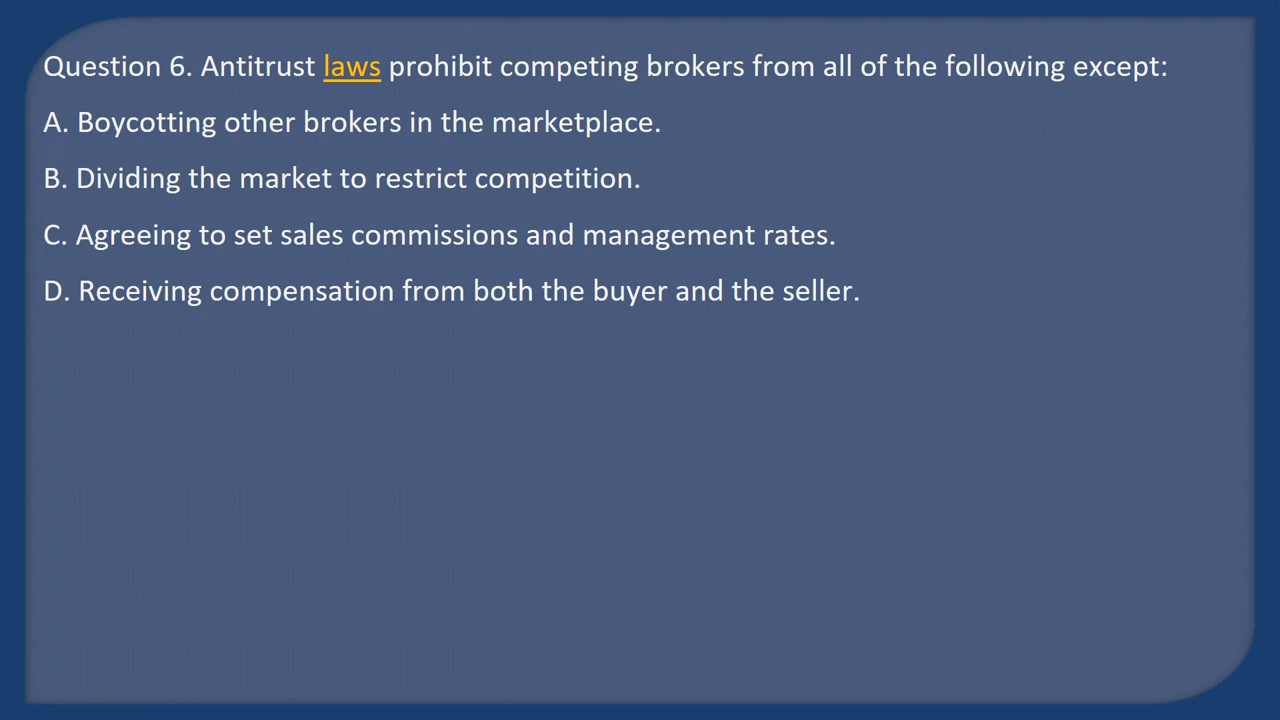 Question 6. Antitrust laws prohibit competing brokers from all of the following except:
A. Boycotting other brokers in the marketplace.
B. Dividing the market to restrict competition.
C. Agreeing to set sales commissions and management rates.
D. Receiving compensation from both the buyer and the seller.